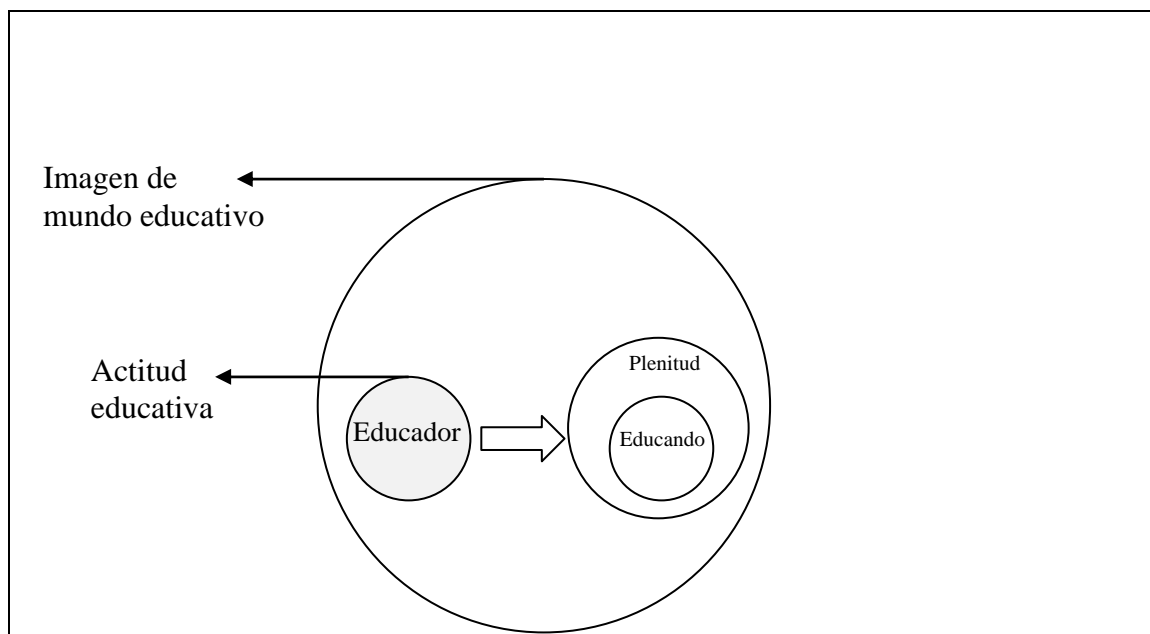 Imagen de
mundo educativo
Plenitud
Actitud
educativa
Educador
Educando